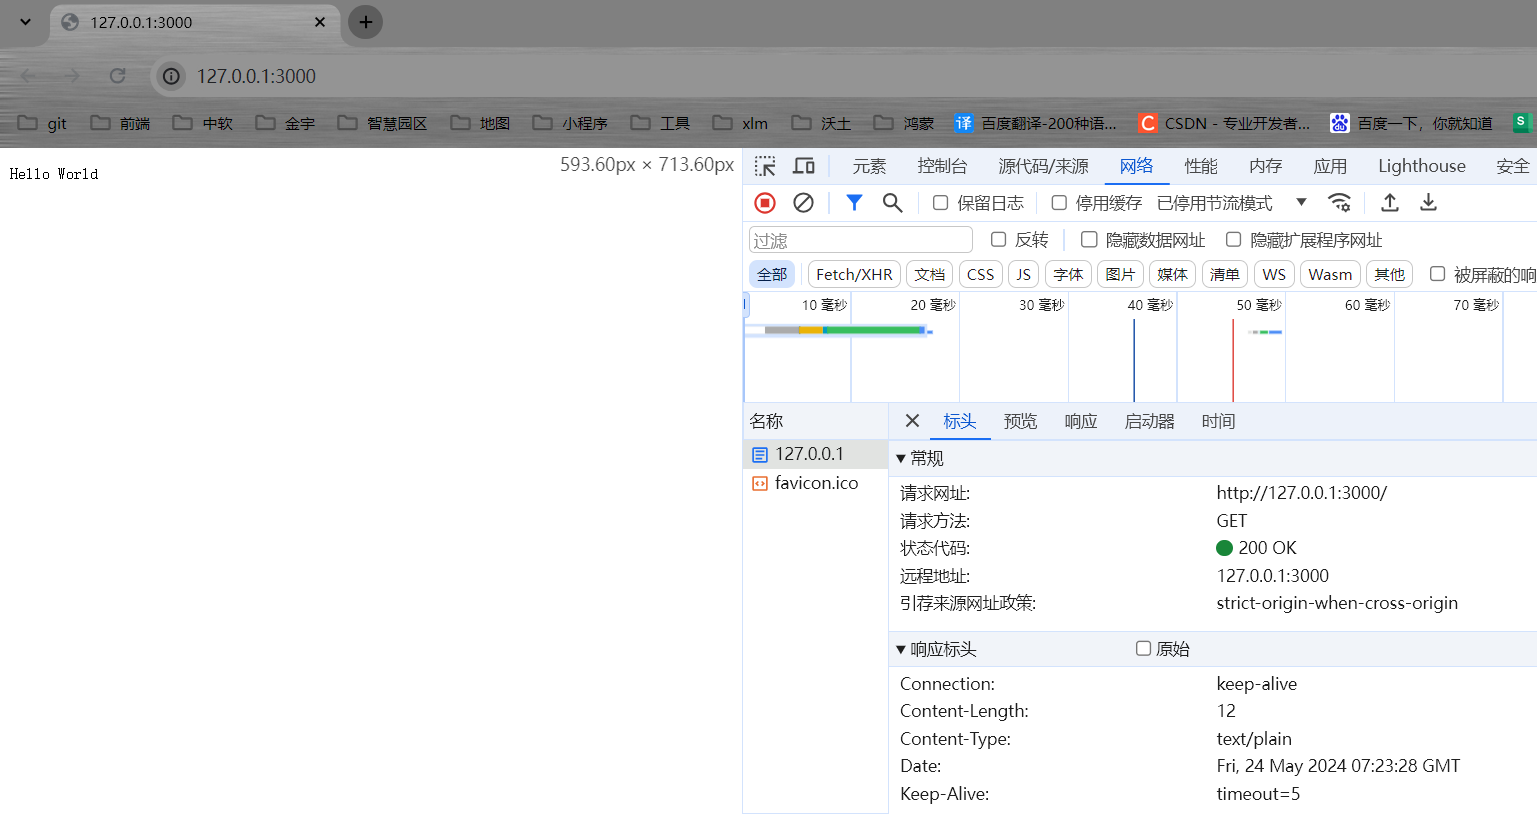 127.0.0.1:3000
127.0.0.1:3000
git 前端 中软 金宇 智慧园区 地图 小程序 工具 xlm 沃土 鸿蒙 译 百度翻译-200种语... C CSDN - 专业开发者... 百度一下，你就知道 S
Hello World
593.60px × 713.60px
元素 控制台 源代码/来源 网络 性能 内存 应用 Lighthouse 安全
保留日志 停用缓存 已停用节流模式
过滤 反转 隐藏数据网址 隐藏扩展程序网址
全部 Fetch/XHR 文档 CSS JS 字体 图片 媒体 清单 WS Wasm 其他 被屏蔽的响
10 毫秒 20 毫秒 30 毫秒 40 毫秒 50 毫秒 60 毫秒 70 毫秒
名称
127.0.0.1
favicon.ico
标头 预览 响应 启动器 时间
常规
请求网址: http://127.0.0.1:3000/
请求方法: GET
状态代码: 200 OK
远程地址: 127.0.0.1:3000
引荐来源网址政策: strict-origin-when-cross-origin
响应标头 原始
Connection: keep-alive
Content-Length: 12
Content-Type: text/plain
Date: Fri, 24 May 2024 07:23:28 GMT
Keep-Alive: timeout=5